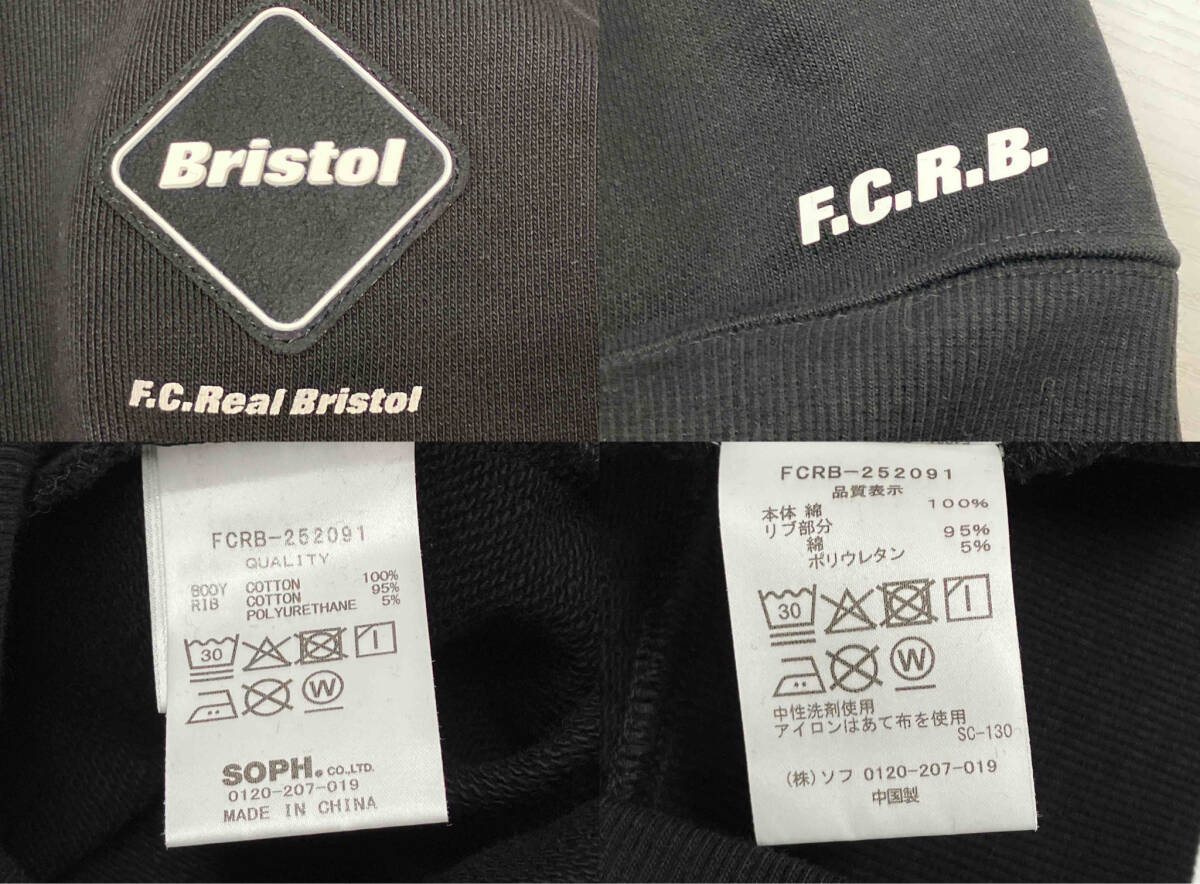 Bristol
F.C.Real Bristol
F.C.R.B.
FCRB-252091
QUALITY
BODY COTTON 100%
RIB COTTON 95%
POLYURETHANE 5%
30
W
SOPH. CO.,LTD.
0120-207-019
MADE IN CHINA
FCRB-252091
品質表示
本体 綿 100%
リブ部分
綿 95%
ポリウレタン 5%
30
W
中性洗剤使用
アイロンはあて布を使用
SC-130
(株)ソフ 0120-207-019
中国製